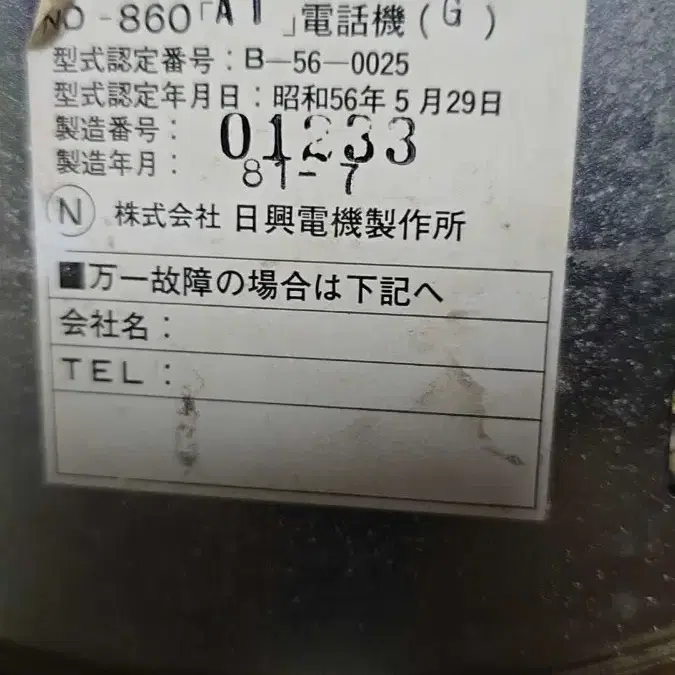 NO-860「A1」電話機(G)
型式認定番号：B—56—0025
型式認定年月日：昭和56年5月29日
製造番号：01233
製造年月：81-7
Ⓝ 株式会社 日興電機製作所
■万一故障の場合は下記へ
会社名：
TEL：